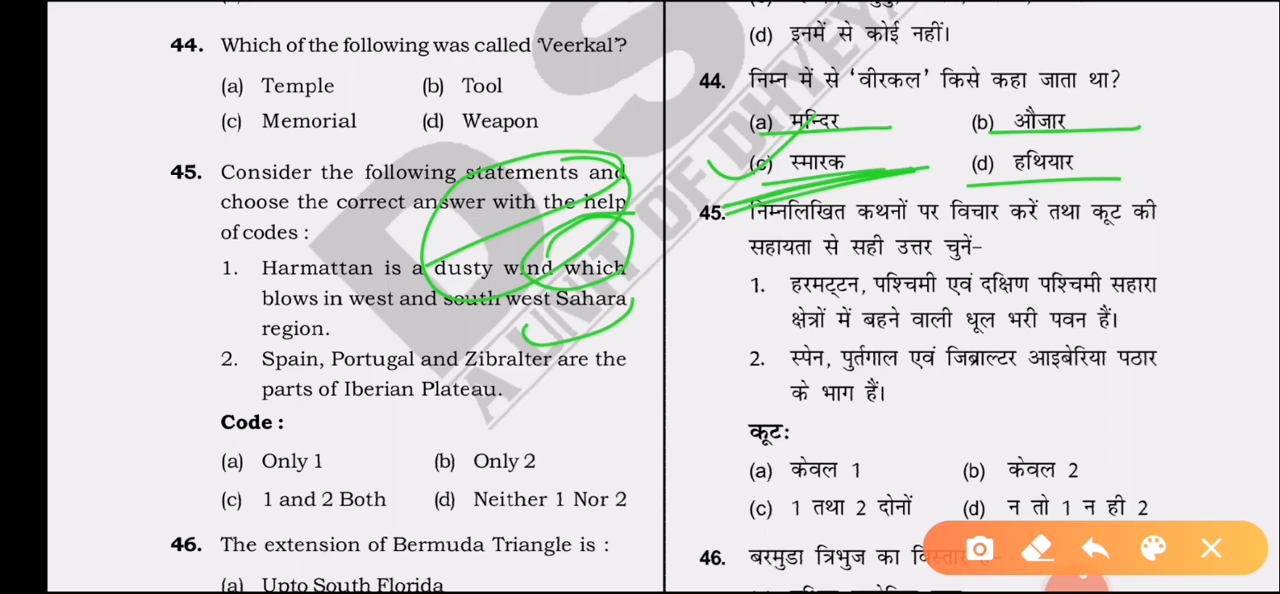 44. Which of the following was called 'Veerkal'?
(a) Temple (b) Tool
(c) Memorial (d) Weapon
45. Consider the following statements and
choose the correct answer with the help
of codes :
1. Harmattan is a dusty wind which
blows in west and south west Sahara
region.
2. Spain, Portugal and Zibralter are the
parts of Iberian Plateau.
Code :
(a) Only 1 (b) Only 2
(c) 1 and 2 Both (d) Neither 1 Nor 2
46. The extension of Bermuda Triangle is :
(a) Upto South Florida
(d) इनमें से कोई नहीं।
44. निम्न में से 'वीरकल' किसे कहा जाता था?
(a) मन्दिर (b) औजार
(c) स्मारक (d) हथियार
45. निम्नलिखित कथनों पर विचार करें तथा कूट की
सहायता से सही उत्तर चुनें–
1. हरमट्टन, पश्चिमी एवं दक्षिण पश्चिमी सहारा
क्षेत्रों में बहने वाली धूल भरी पवन हैं।
2. स्पेन, पुर्तगाल एवं जिब्राल्टर आइबेरिया पठार
के भाग हैं।
कूट:
(a) केवल 1 (b) केवल 2
(c) 1 तथा 2 दोनों (d) न तो 1 न ही 2
46. बरमुडा त्रिभुज का
A UNIT OF DHYEYA